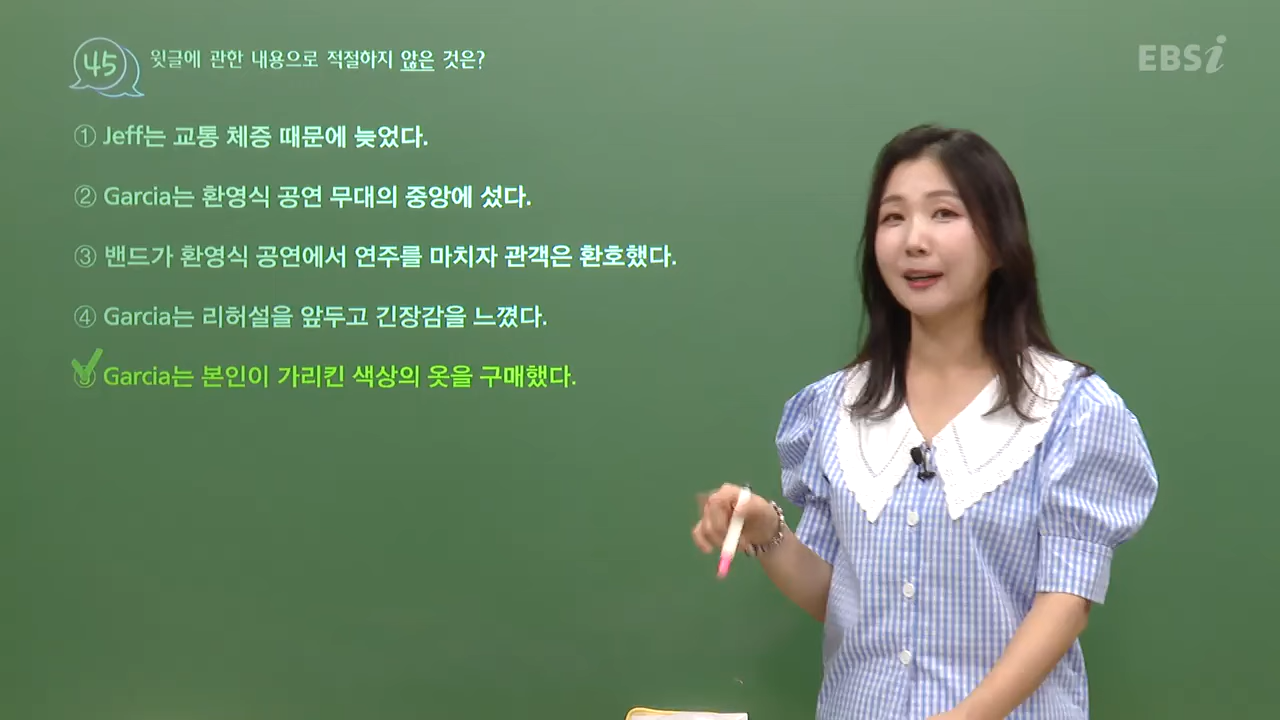 45 윗글에 관한 내용으로 적절하지 않은 것은?
EBSi
① Jeff는 교통 체증 때문에 늦었다.
② Garcia는 환영식 공연 무대의 중앙에 섰다.
③ 밴드가 환영식 공연에서 연주를 마치자 관객은 환호했다.
④ Garcia는 리허설을 앞두고 긴장감을 느꼈다.
⑤ Garcia는 본인이 가리킨 색상의 옷을 구매했다.